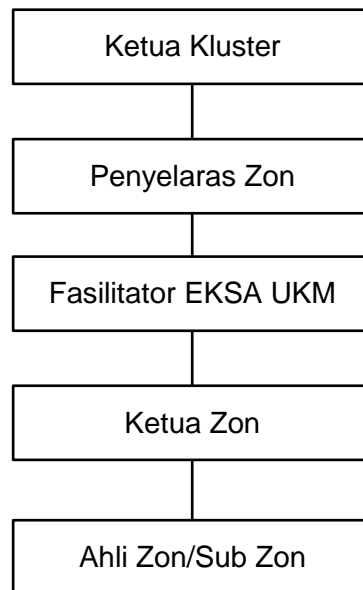 Ketua Kluster
Penyelaras Zon
Fasilitator EKSA UKM
Ketua Zon
Ahli Zon/Sub Zon